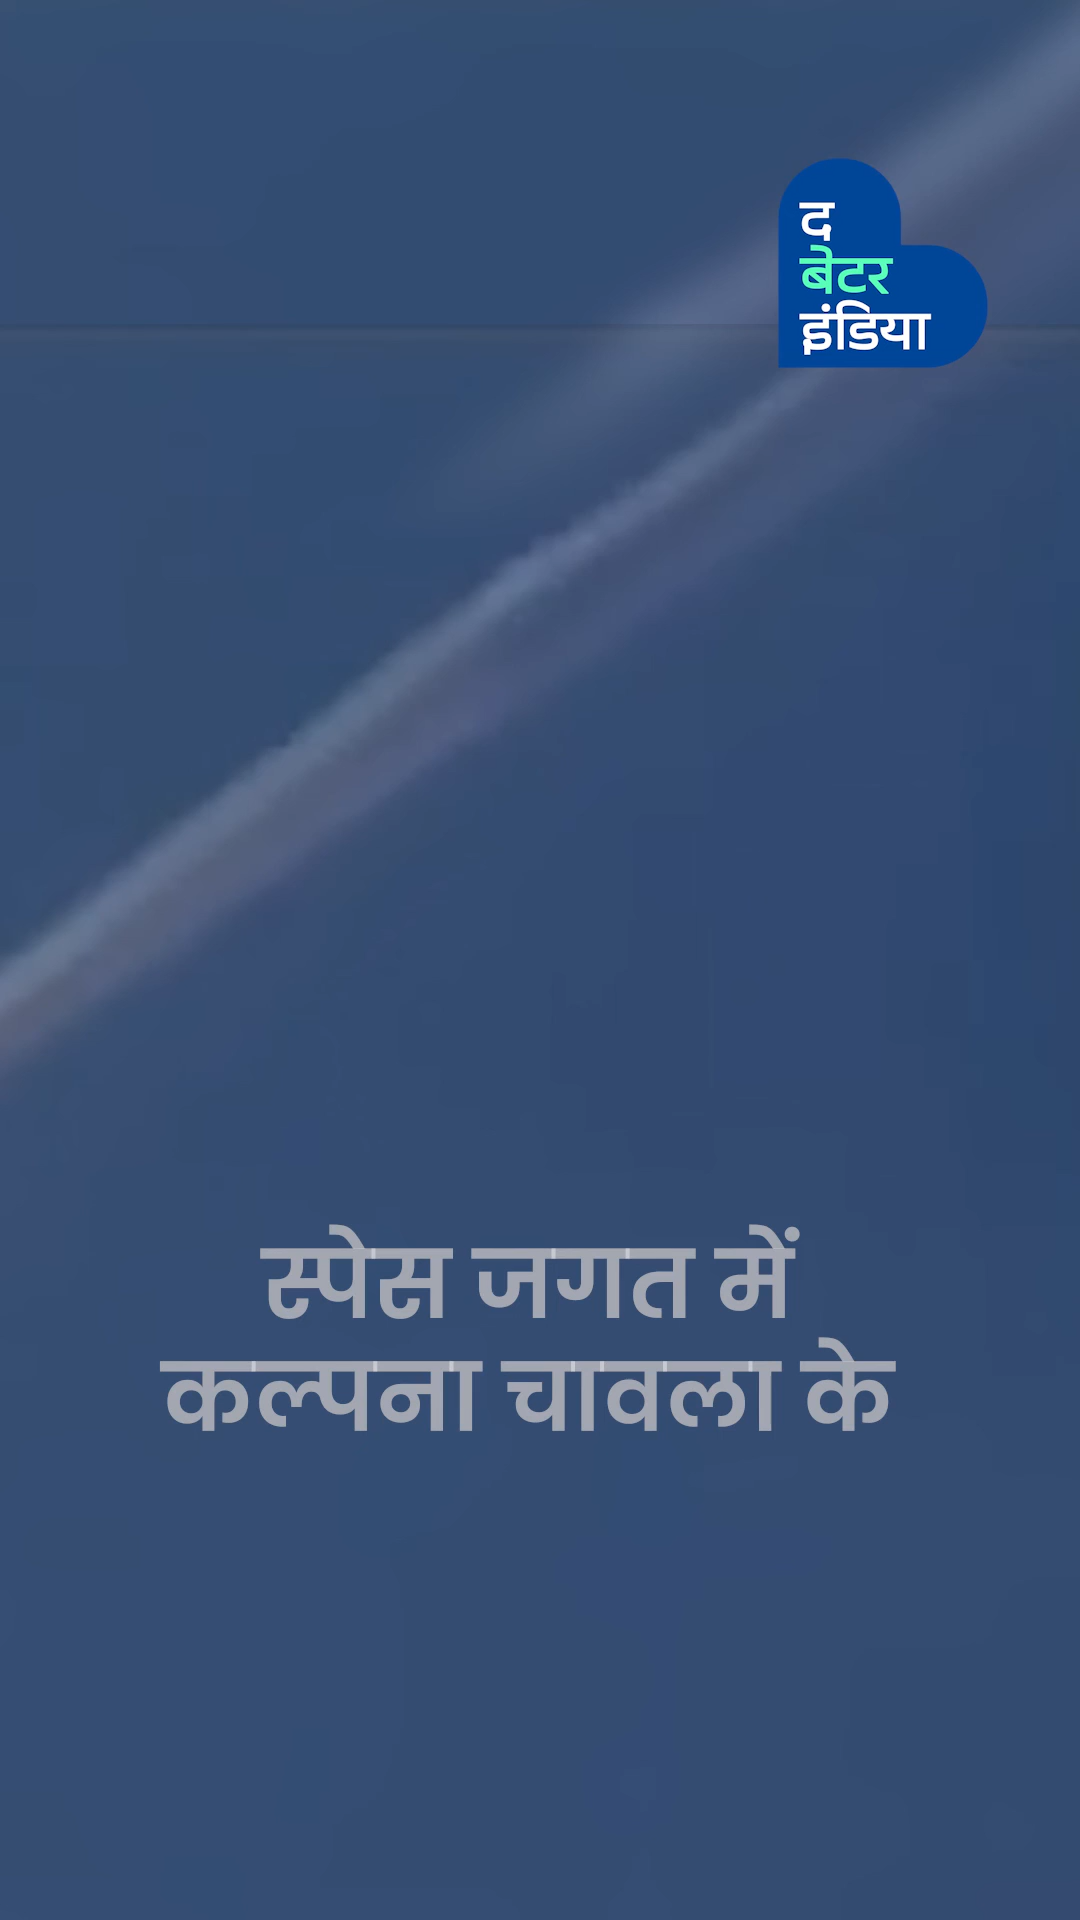 द
बेटर
इंडिया
स्पेस जगत में
कल्पना चावला के